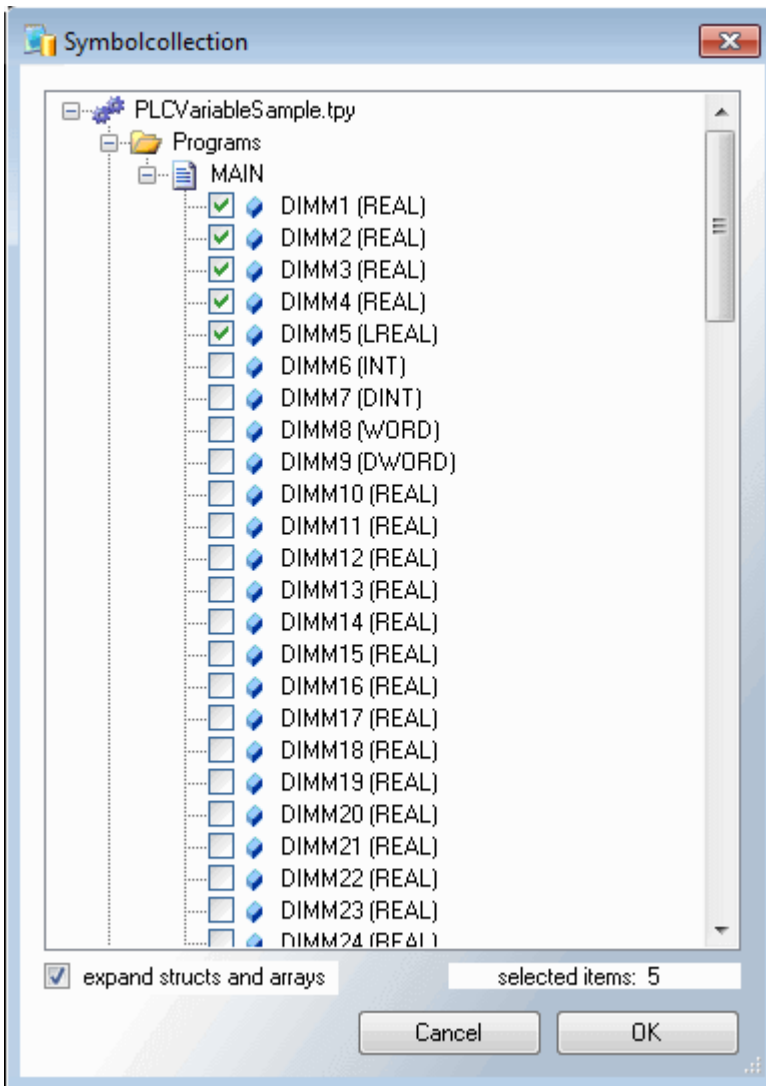 Symbolcollection
PLCVariableSample.tpy
Programs
MAIN
DIMM1 (REAL)
DIMM2 (REAL)
DIMM3 (REAL)
DIMM4 (REAL)
DIMM5 (LREAL)
DIMM6 (INT)
DIMM7 (DINT)
DIMM8 (WORD)
DIMM9 (DWORD)
DIMM10 (REAL)
DIMM11 (REAL)
DIMM12 (REAL)
DIMM13 (REAL)
DIMM14 (REAL)
DIMM15 (REAL)
DIMM16 (REAL)
DIMM17 (REAL)
DIMM18 (REAL)
DIMM19 (REAL)
DIMM20 (REAL)
DIMM21 (REAL)
DIMM22 (REAL)
DIMM23 (REAL)
DIMM24 (REAL)
expand structs and arrays selected items: 5
Cancel OK